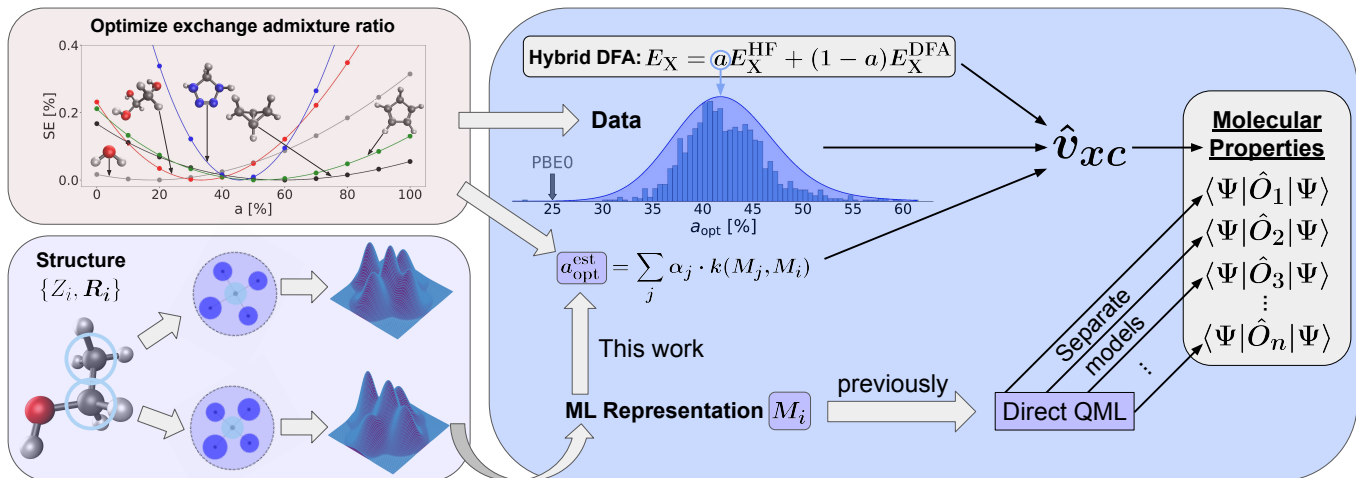 Optimize exchange admixture ratio
0.4
0.2
0.0
SE [%]
0 20 40 60 80 100
a [%]
Structure
{Z_i, R_i}
Hybrid DFA: E_X = aE_X^HF + (1 − a)E_X^DFA
Data
PBE0
25 30 35 40 45 50 55 60
a_opt [%]
a_opt^est = ∑_j α_j · k(M_j, M_i)
This work
ML Representation M_i
previously
Direct QML
Separate
models
...
v̂_xc
Molecular
Properties
⟨Ψ|Ô_1|Ψ⟩
⟨Ψ|Ô_2|Ψ⟩
⟨Ψ|Ô_3|Ψ⟩
⋮
⟨Ψ|Ô_n|Ψ⟩